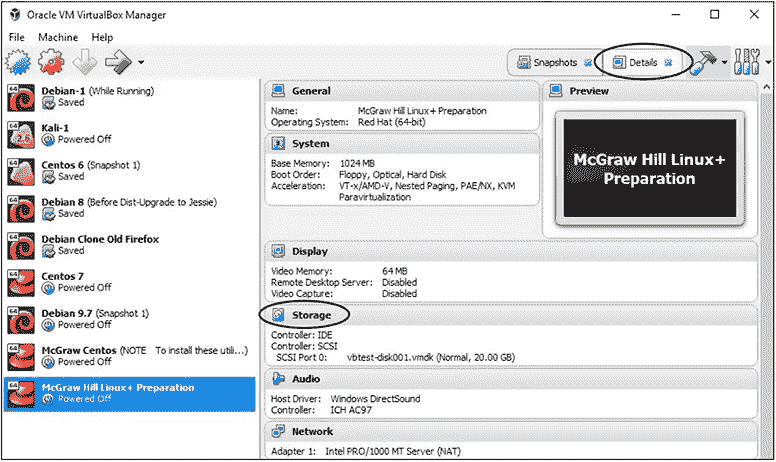 Oracle VM VirtualBox Manager
File Machine Help
Snapshots Details
Debian-1 (While Running)
Saved
Kali-1
Powered Off
Centos 6 (Snapshot 1)
Saved
Debian 8 (Before Dist-Upgrade to Jessie)
Saved
Debian Clone Old Firefox
Saved
Centos 7
Powered Off
Debian 9.7 (Snapshot 1)
Powered Off
McGraw Centos (NOTE To install these utili...)
Powered Off
McGraw Hill Linux+ Preparation
Powered Off
General
Name: McGraw Hill Linux+ Preparation
Operating System: Red Hat (64-bit)
System
Base Memory: 1024 MB
Boot Order: Floppy, Optical, Hard Disk
Acceleration: VT-x/AMD-V, Nested Paging, PAE/NX, KVM
Paravirtualization
Preview
McGraw Hill Linux+
Preparation
Display
Video Memory: 64 MB
Remote Desktop Server: Disabled
Video Capture: Disabled
Storage
Controller: IDE
Controller: SCSI
SCSI Port 0: vbtest-disk001.vmdk (Normal, 20.00 GB)
Audio
Host Driver: Windows DirectSound
Controller: ICH AC97
Network
Adapter 1: Intel PRO/1000 MT Server (NAT)